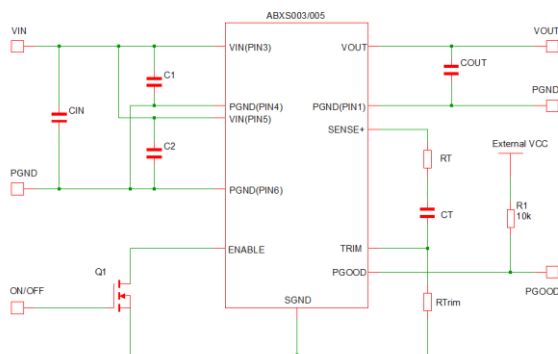 ABXS003/005
VIN
VIN(PIN3)
VOUT
VOUT
C1
COUT
CIN
PGND(PIN4)
PGND(PIN1)
PGND
VIN(PIN5)
SENSE+
C2
External VCC
RT
PGND
PGND(PIN6)
R1
10k
CT
ENABLE
TRIM
Q1
PGOOD
ON/OFF
PGOOD
SGND
RTrim